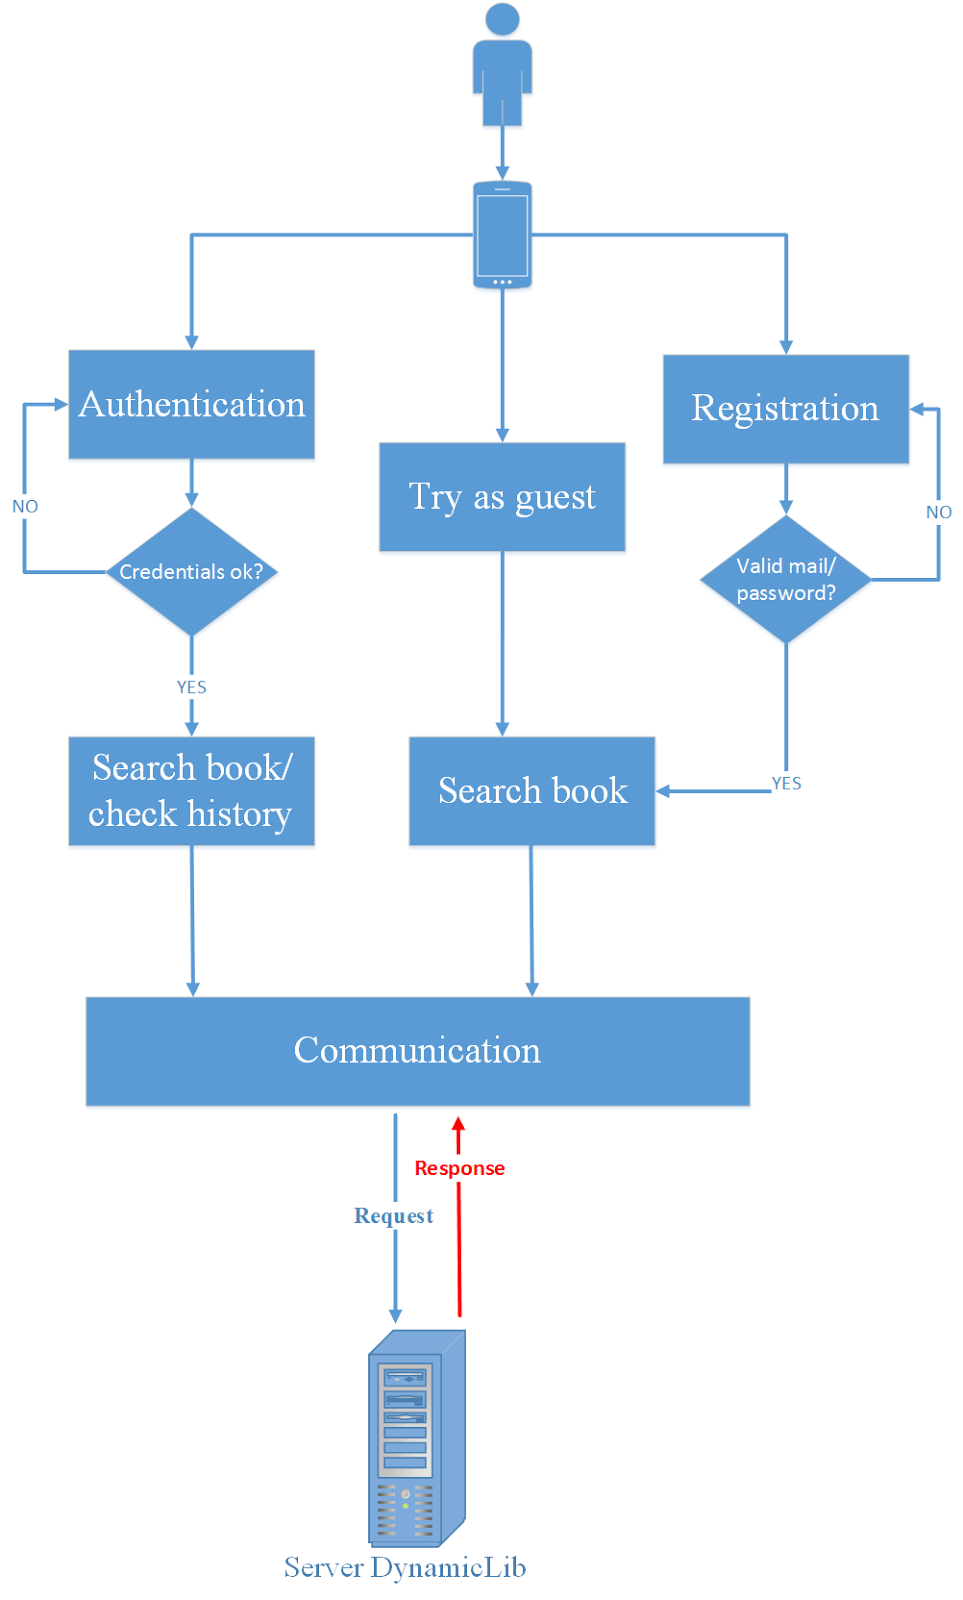 Authentication
Registration
Try as guest
NO
NO
Credentials ok?
Valid mail/
password?
YES
Search book/
check history
Search book
YES
Communication
Response
Request
Server DynamicLib